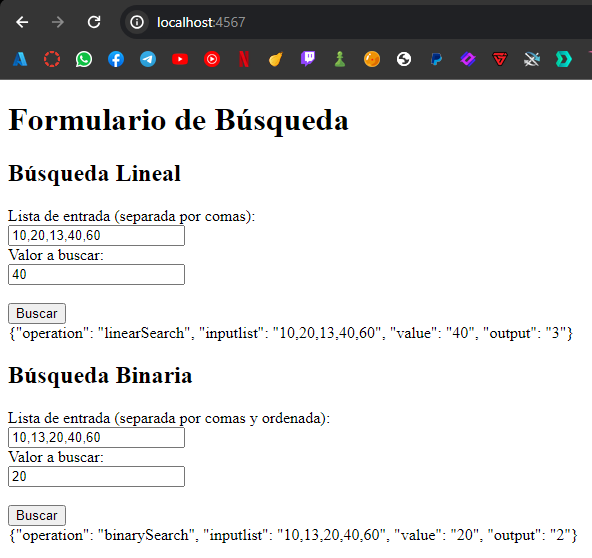 localhost:4567
Formulario de Búsqueda
Búsqueda Lineal
Lista de entrada (separada por comas):
10,20,13,40,60
Valor a buscar:
40
Buscar
{"operation": "linearSearch", "inputlist": "10,20,13,40,60", "value": "40", "output": "3"}
Búsqueda Binaria
Lista de entrada (separada por comas y ordenada):
10,13,20,40,60
Valor a buscar:
20
Buscar
{"operation": "binarySearch", "inputlist": "10,13,20,40,60", "value": "20", "output": "2"}